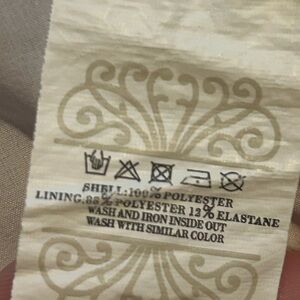 SHELL:100% POLYESTER
LINING.88% POLYESTER 12% ELASTANE
WASH AND IRON INSIDE OUT
WASH WITH SIMILAR COLOR